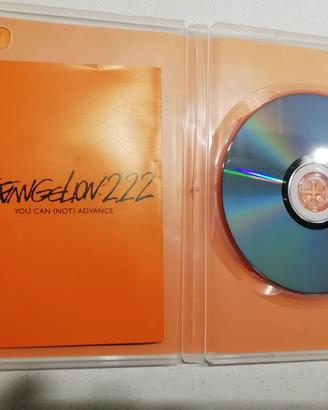 EVANGELION:2.22
YOU CAN (NOT) ADVANCE.